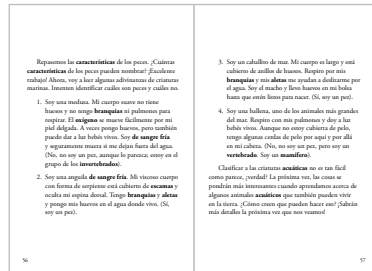 Repasemos las características de los peces. ¿Cuántas
características de los peces pueden nombrar? ¡Excelente
trabajo! Ahora, voy a leer algunas adivinanzas de criaturas
marinas. Intenten identificar cuáles son peces y cuáles no.
1. Soy una medusa. Mi cuerpo suave no tiene
huesos y no tengo branquias ni pulmones para
respirar. El oxígeno se mueve fácilmente por mi
piel delgada. A veces pongo huevos, pero también
puedo dar a luz bebés vivos. Soy de sangre fría
y seguramente muera si me dejan fuera del agua.
(No, no soy un pez, aunque lo parezca; estoy en el
grupo de los invertebrados).
2. Soy una anguila de sangre fría. Mi viscoso cuerpo
con forma de serpiente está cubierto de escamas y
oculta mi espina dorsal. Tengo branquias y aletas
y pongo mis huevos en el agua donde vivo. (Sí,
soy un pez).
56
3. Soy un caballito de mar. Mi cuerpo es largo y está
cubierto de anillos de huesos. Respiro por mis
branquias y mis aletas me ayudan a deslizarme por
el agua. Soy el macho y llevo huevos en mi bolsa
hasta que estén listos para nacer. (Sí, soy un pez).
4. Soy una ballena, uno de los animales más grandes
del mar. Respiro con mis pulmones y doy a luz
bebés vivos. Aunque no estoy cubierta de pelo,
tengo algunas cerdas de pelo por aquí y por allí
en mi cabeza. (No, no soy un pez, pero soy un
vertebrado. Soy un mamífero).
Clasificar a las criaturas acuáticas no es tan fácil
como parece, ¿verdad? La próxima vez, las cosas se
pondrán más interesantes cuando aprendamos acerca de
algunos animales acuáticos que también pueden vivir
en la tierra. ¿Cómo creen que pueden hacer eso? ¡Sabrán
más detalles la próxima vez que nos veamos!
57